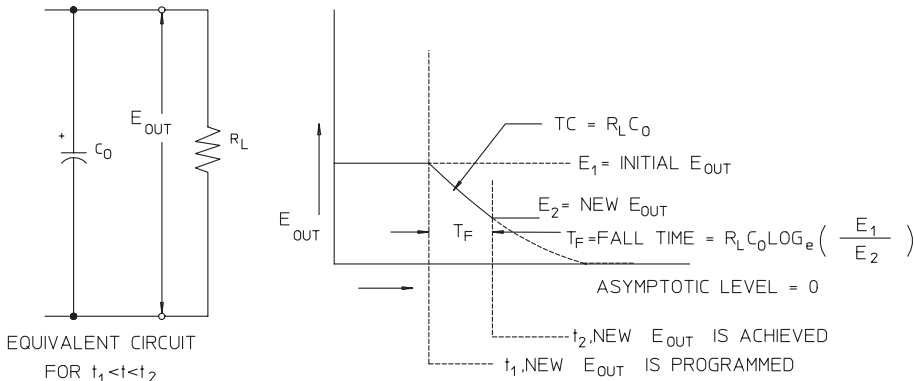 E_OUT
+
C_O
R_L
EQUIVALENT CIRCUIT
FOR t_1<t<t_2
E_OUT
TC = R_LC_O
E_1= INITIAL E_OUT
E_2= NEW E_OUT
T_F
T_F=FALL TIME = R_LC_OLOG_e(E_1/E_2)
ASYMPTOTIC LEVEL = 0
t_2,NEW E_OUT IS ACHIEVED
t_1,NEW E_OUT IS PROGRAMMED